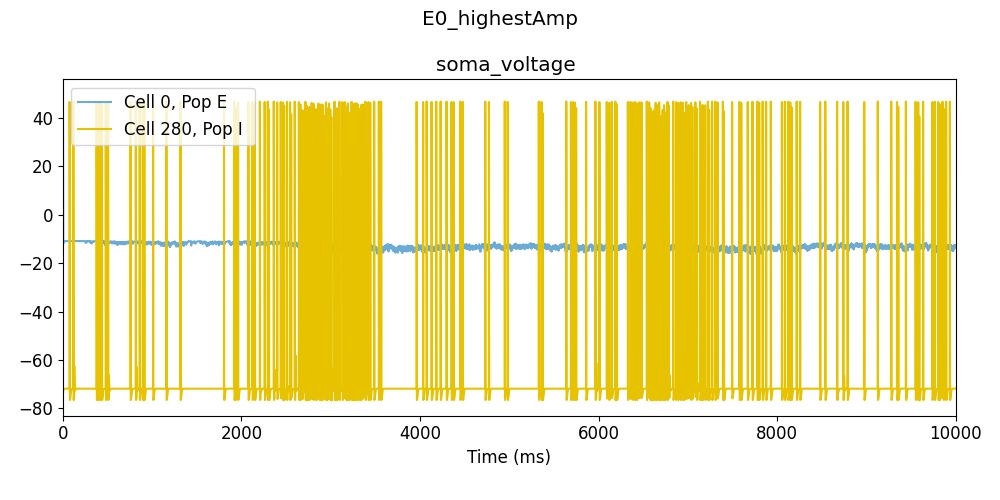 E0_highestAmp
soma_voltage
Cell 0, Pop E
Cell 280, Pop I
40
20
0
−20
−40
−60
−80
0 2000 4000 6000 8000 10000
Time (ms)